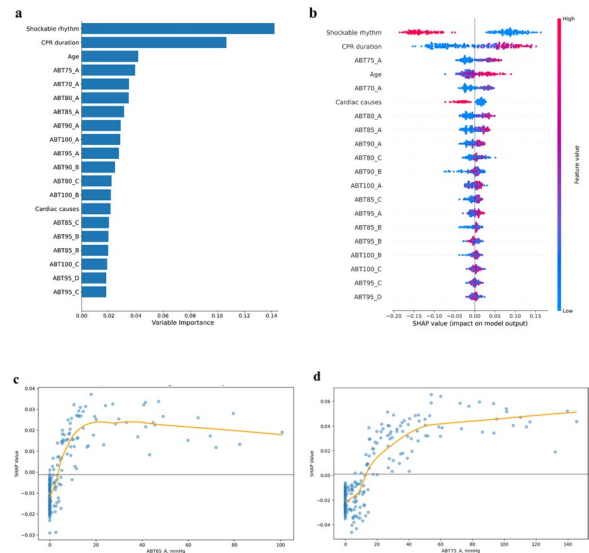 a
Shockable rhythm
CPR duration
Age
ABT75_A
ABT70_A
ABT80_A
ABT85_A
ABT90_A
ABT100_A
ABT95_A
ABT90_B
ABT80_C
ABT100_B
Cardiac causes
ABT85_C
ABT95_B
ABT85_B
ABT100_C
ABT95_D
ABT95_C
0.00 0.02 0.04 0.06 0.08 0.10 0.12 0.14
Variable Importance
b
Shockable rhythm
CPR duration
ABT75_A
Age
ABT70_A
Cardiac causes
ABT80_A
ABT85_A
ABT90_A
ABT80_C
ABT90_B
ABT100_A
ABT85_C
ABT95_A
ABT85_B
ABT95_B
ABT100_B
ABT100_C
ABT95_C
ABT95_D
−0.20 −0.15 −0.10 −0.05 0.00 0.05 0.10 0.15
SHAP value (impact on model output)
High
Feature value
Low
c
0.04
0.03
0.02
0.01
0.00
−0.01
−0.02
−0.03
SHAP Value
0 20 40 60 80 100
ABT65_A, mmHg
d
0.06
0.04
0.02
0.00
−0.02
−0.04
SHAP Value
0 20 40 60 80 100 120 140
ABT75_A, mmHg